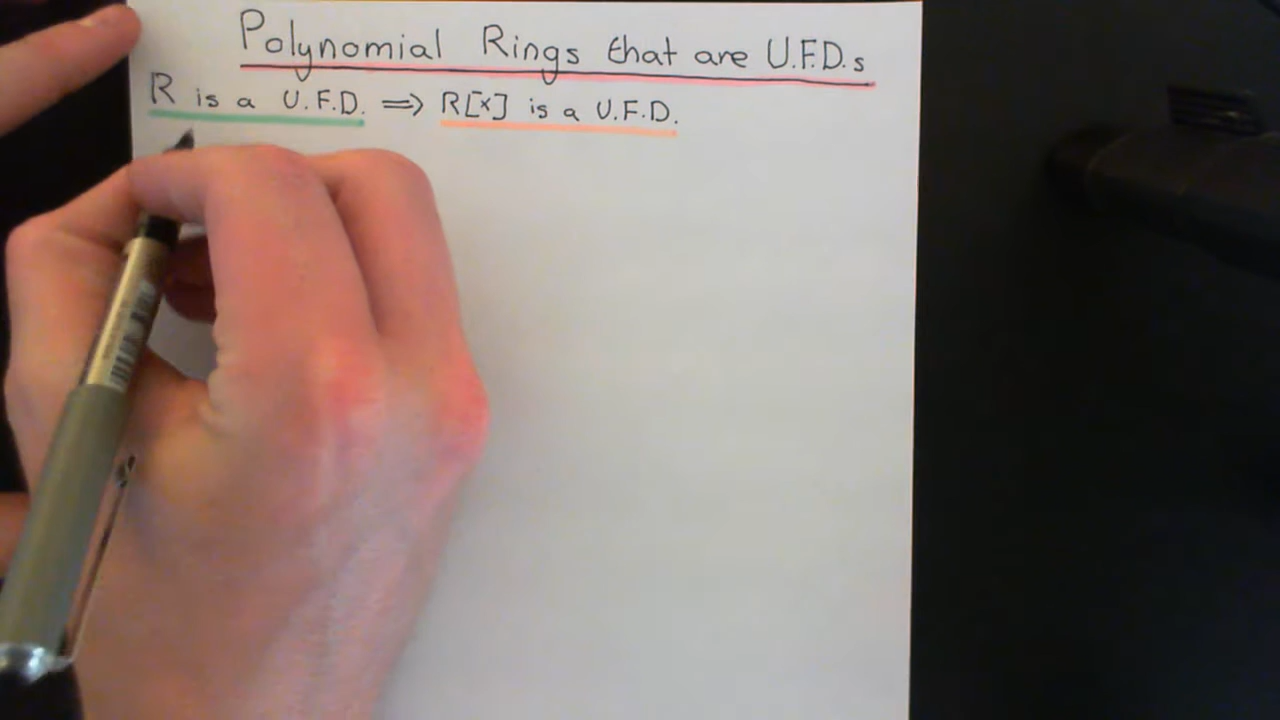 Polynomial Rings that are U.F.D.s
R is a U.F.D. ⟹ R[x] is a U.F.D.